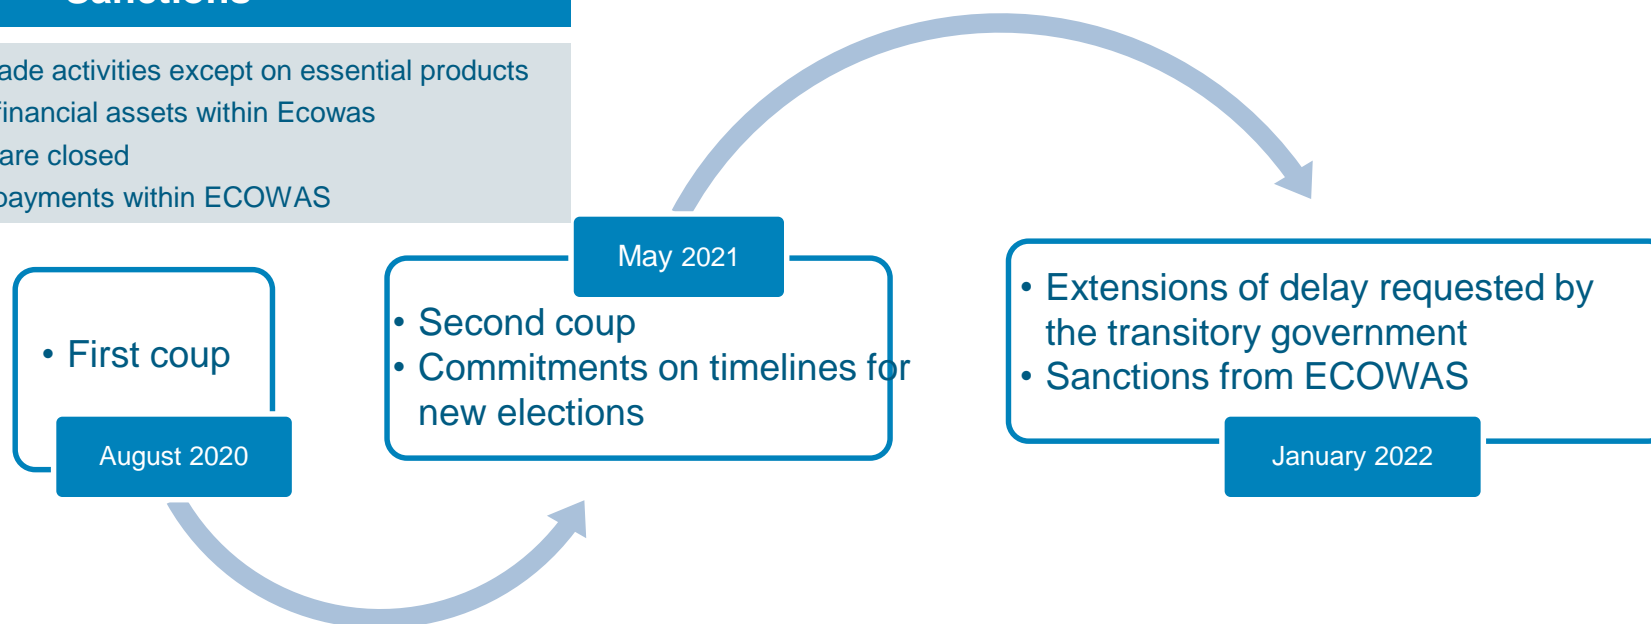 Sanctions
ade activities except on essential products
financial assets within Ecowas
are closed
payments within ECOWAS
May 2021
• First coup
August 2020
• Second coup
• Commitments on timelines for
new elections
• Extensions of delay requested by
the transitory government
• Sanctions from ECOWAS
January 2022